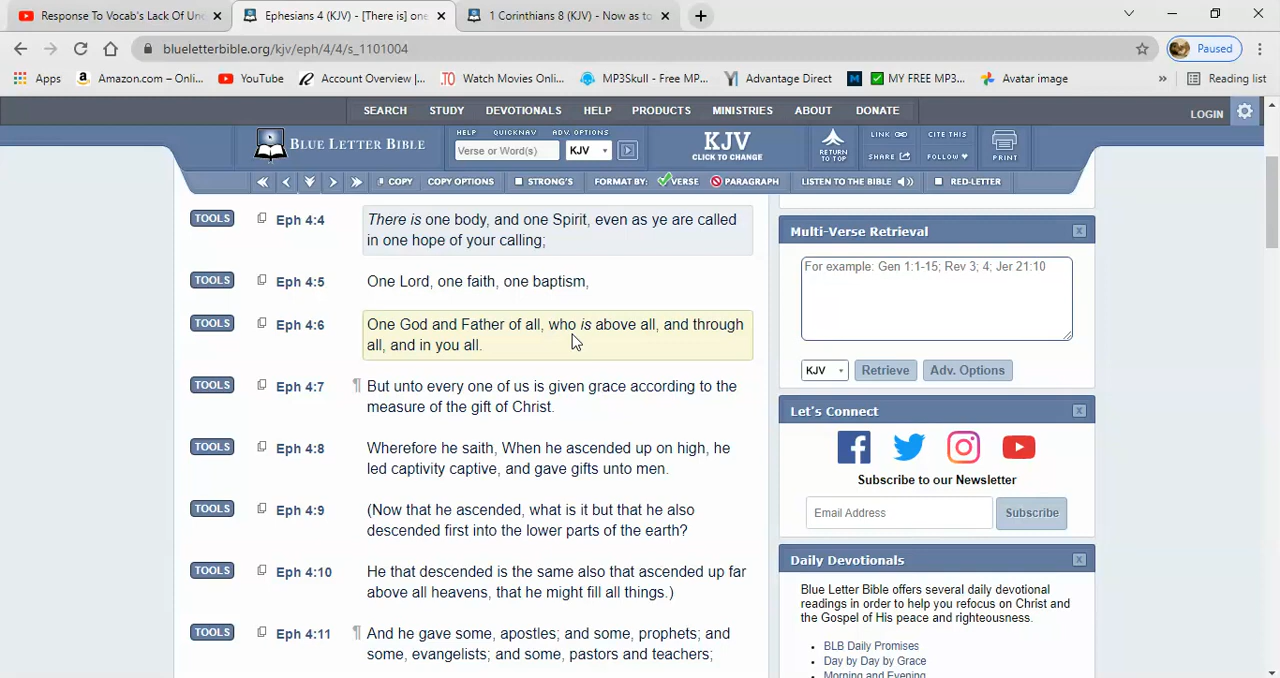 Response To Vocab's Lack Of Un
Ephesians 4 (KJV) - [There is] one
1 Corinthians 8 (KJV) - Now as to
blueletterbible.org/kjv/eph/4/4/s_1101004
Paused
Apps
Amazon.com – Onli...
YouTube
Account Overview |...
Watch Movies Onlin...
MP3Skull - Free MP...
Advantage Direct
MY FREE MP3...
Avatar image
»
Reading list
SEARCH
STUDY
DEVOTIONALS
HELP
PRODUCTS
MINISTRIES
ABOUT
DONATE
LOGIN
BLUE LETTER BIBLE
HELP
QUICKNAV
ADV. OPTIONS
Verse or Word(s)
KJV
KJV
CLICK TO CHANGE
RETURN
TO TOP
LINK
CITE THIS
SHARE
FOLLOW
PRINT
COPY
COPY OPTIONS
STRONG'S
FORMAT BY:
VERSE
PARAGRAPH
LISTEN TO THE BIBLE
RED-LETTER
TOOLS
Eph 4:4
There is one body, and one Spirit, even as ye are called
in one hope of your calling;
TOOLS
Eph 4:5
One Lord, one faith, one baptism,
TOOLS
Eph 4:6
One God and Father of all, who is above all, and through
all, and in you all.
TOOLS
Eph 4:7
¶ But unto every one of us is given grace according to the
measure of the gift of Christ.
TOOLS
Eph 4:8
Wherefore he saith, When he ascended up on high, he
led captivity captive, and gave gifts unto men.
TOOLS
Eph 4:9
(Now that he ascended, what is it but that he also
descended first into the lower parts of the earth?
TOOLS
Eph 4:10
He that descended is the same also that ascended up far
above all heavens, that he might fill all things.)
TOOLS
Eph 4:11
¶ And he gave some, apostles; and some, prophets; and
some, evangelists; and some, pastors and teachers;
Multi-Verse Retrieval
For example: Gen 1:1-15; Rev 3; 4; Jer 21:10
KJV
Retrieve
Adv. Options
Let's Connect
Subscribe to our Newsletter
Email Address
Subscribe
Daily Devotionals
Blue Letter Bible offers several daily devotional
readings in order to help you refocus on Christ and
the Gospel of His peace and righteousness.
BLB Daily Promises
Day by Day by Grace
Morning and Evening